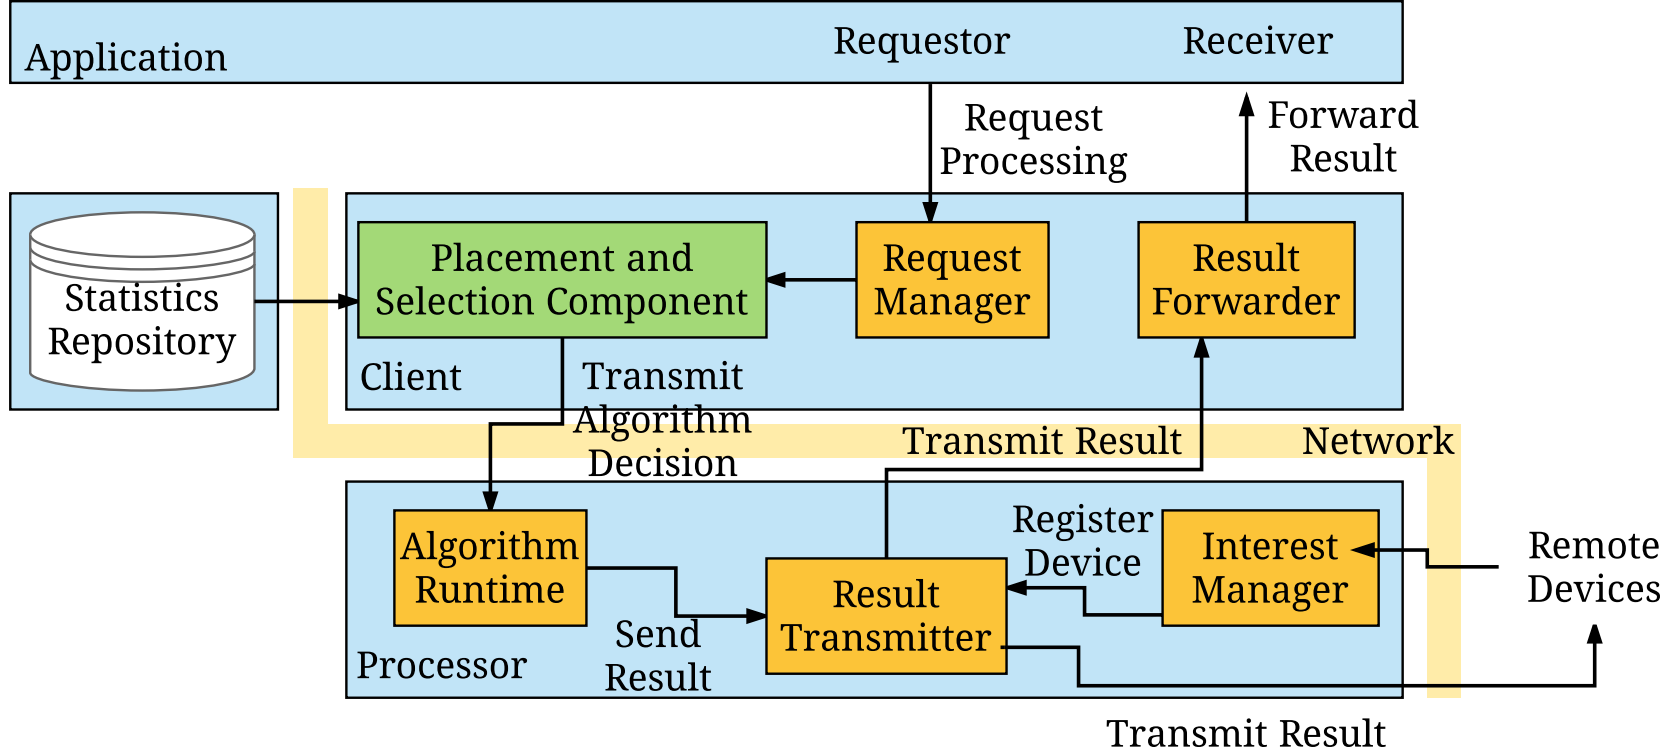 Application
Requestor
Receiver
Request
Processing
Forward
Result
Statistics
Repository
Placement and
Selection Component
Request
Manager
Result
Forwarder
Client
Transmit
Algorithm
Decision
Transmit Result
Network
Algorithm
Runtime
Register
Device
Interest
Manager
Remote
Devices
Result
Transmitter
Send
Result
Processor
Transmit Result